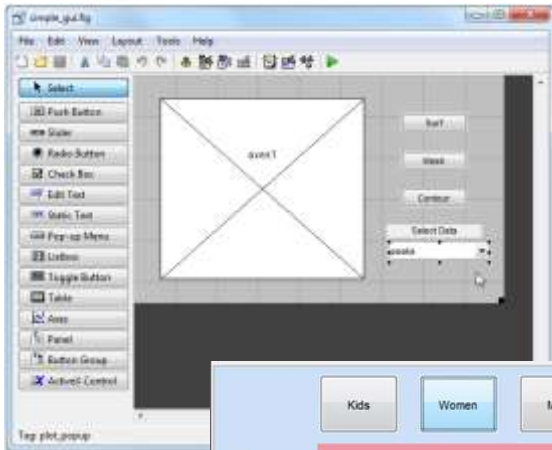 simple_gui.fig
File Edit View Layout Tools Help
Select
Push Button
Slider
Radio Button
Check Box
Edit Text
Static Text
Pop-up Menu
Listbox
Toggle Button
Table
Axes
Panel
Button Group
ActiveX Control
axes1
Surf
Mesh
Contour
Select Data
peaks
Tag: plot_popup
Kids
Women